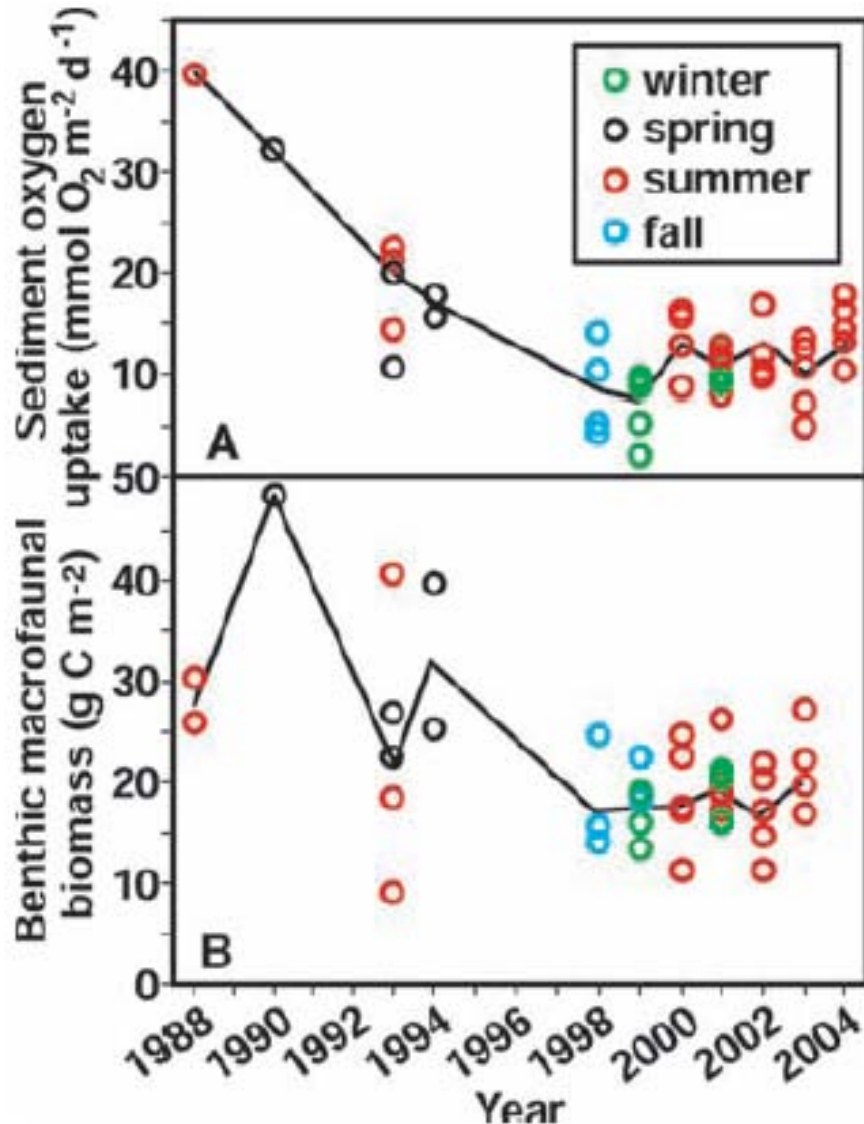 Sediment oxygen
uptake (mmol O2 m-2 d-1)
40
30
20
10
winter
spring
summer
fall
A
Benthic macrofaunal
biomass (g C m-2)
50
40
30
20
10
0
B
1988
1990
1992
1994
1996
1998
2000
2002
2004
Year